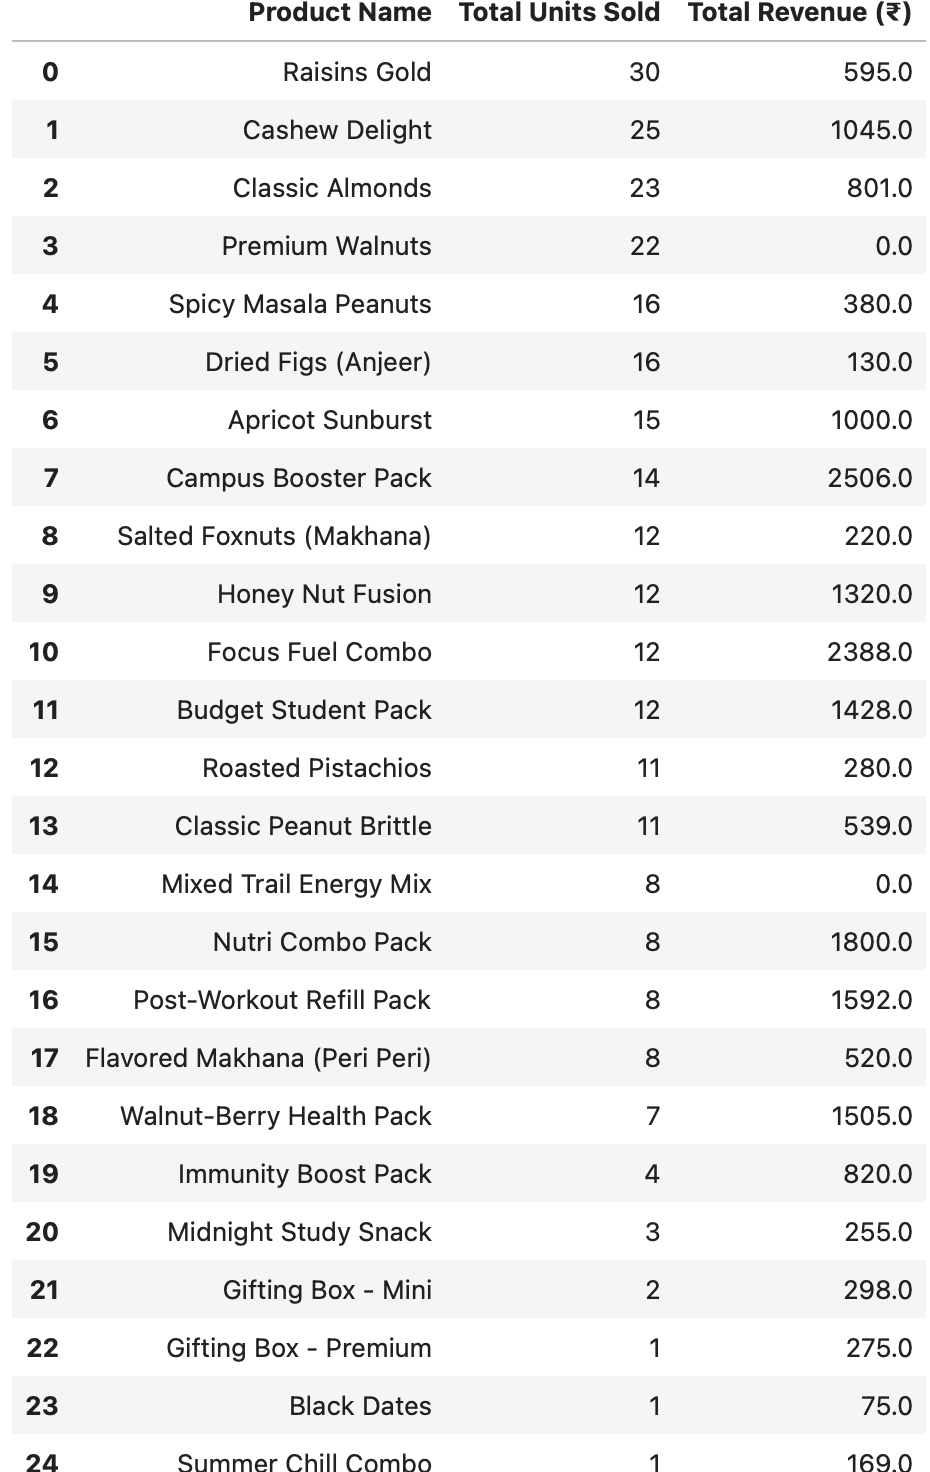 Product Name Total Units Sold Total Revenue (₹)
0 Raisins Gold 30 595.0
1 Cashew Delight 25 1045.0
2 Classic Almonds 23 801.0
3 Premium Walnuts 22 0.0
4 Spicy Masala Peanuts 16 380.0
5 Dried Figs (Anjeer) 16 130.0
6 Apricot Sunburst 15 1000.0
7 Campus Booster Pack 14 2506.0
8 Salted Foxnuts (Makhana) 12 220.0
9 Honey Nut Fusion 12 1320.0
10 Focus Fuel Combo 12 2388.0
11 Budget Student Pack 12 1428.0
12 Roasted Pistachios 11 280.0
13 Classic Peanut Brittle 11 539.0
14 Mixed Trail Energy Mix 8 0.0
15 Nutri Combo Pack 8 1800.0
16 Post-Workout Refill Pack 8 1592.0
17 Flavored Makhana (Peri Peri) 8 520.0
18 Walnut-Berry Health Pack 7 1505.0
19 Immunity Boost Pack 4 820.0
20 Midnight Study Snack 3 255.0
21 Gifting Box - Mini 2 298.0
22 Gifting Box - Premium 1 275.0
23 Black Dates 1 75.0
24 Summer Chill Combo 1 169.0